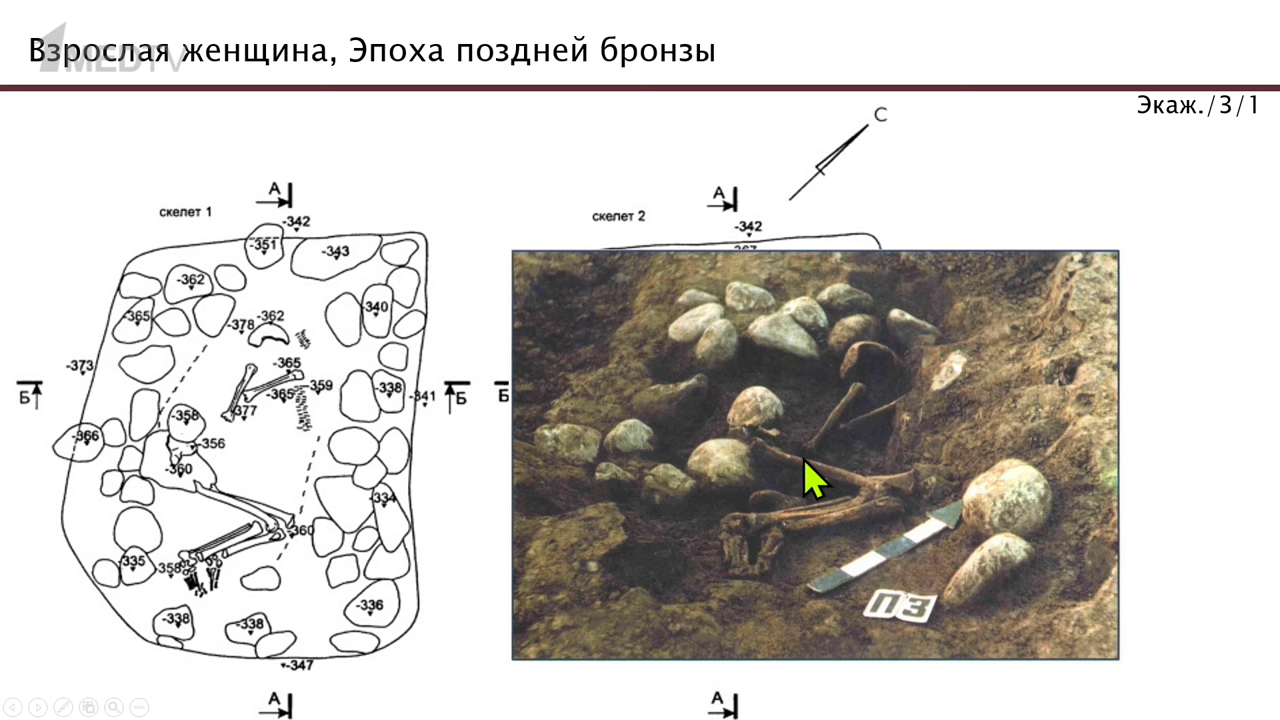 Взрослая женщина, Эпоха поздней бронзы
1MEDTV
Экаж./3/1
С
А
А
скелет 1
скелет 2
-342
-342
-351
-343
-362
-365
-340
-378
-362
-373
-365
-359
-338
-341
-365
-377
Б
Б
Б
-358
-366
-356
-360
-334
-360
-335
-358
-336
-338
-338
-347
ПЗ
А
А